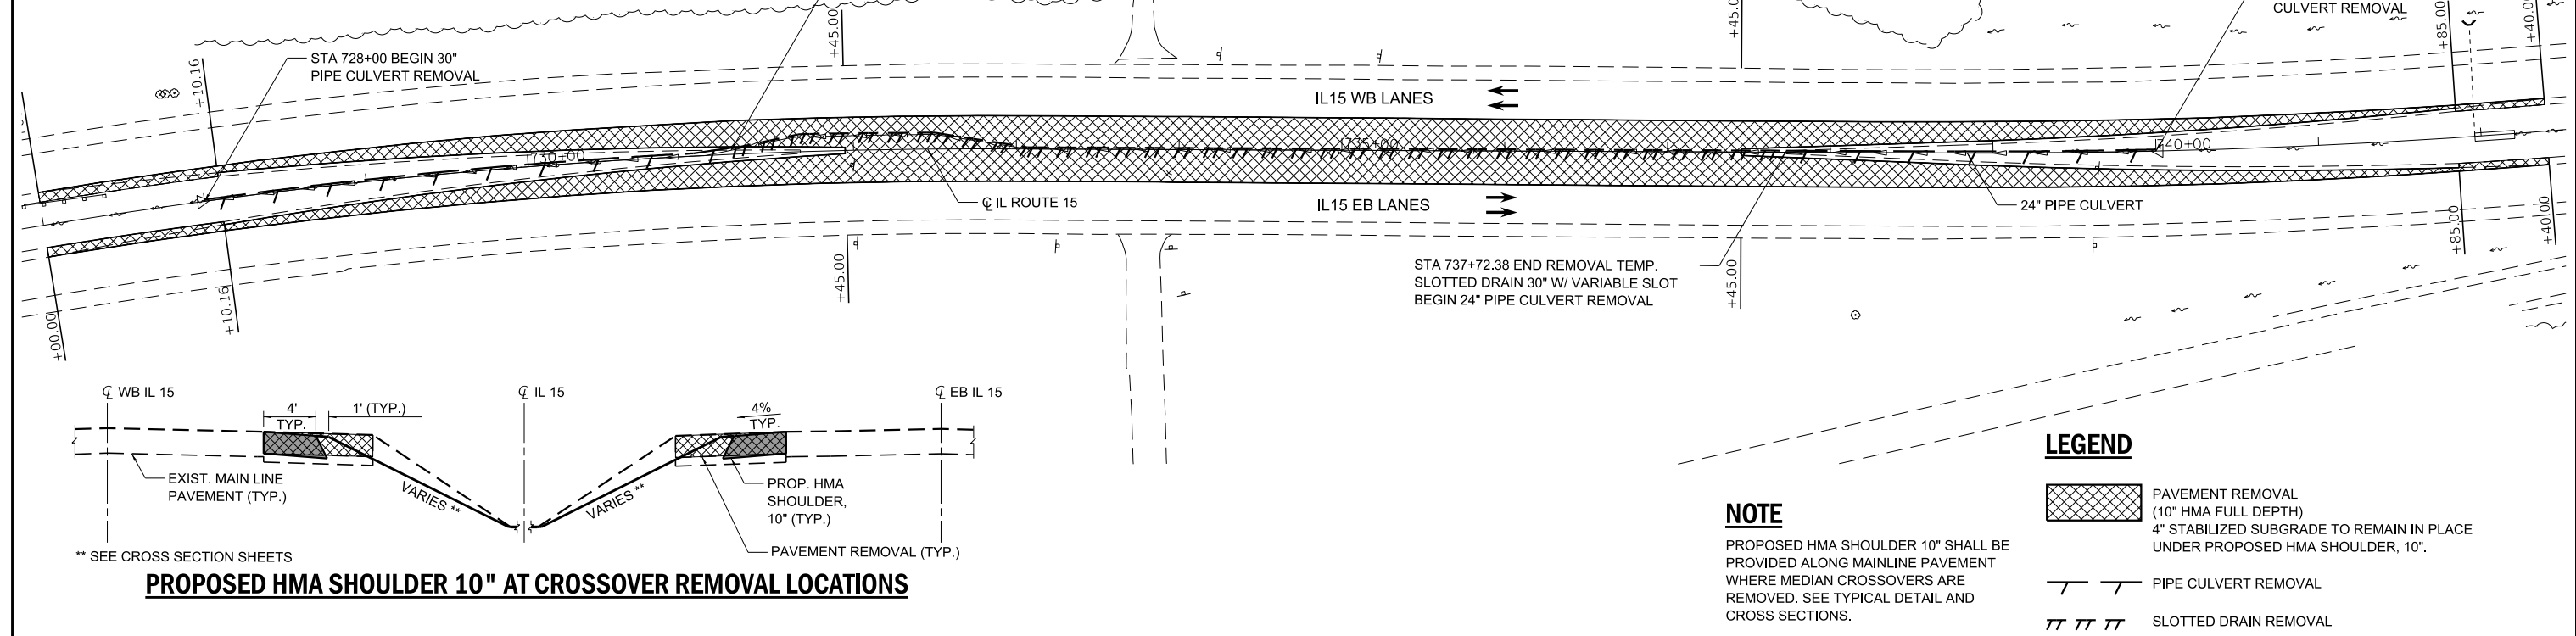 CULVERT REMOVAL
+45.00
+45.0
+85.00
+40.0
STA 728+00 BEGIN 30"
PIPE CULVERT REMOVAL
+10.16
IL15 WB LANES
730+00
735+00
740+00
℄ IL ROUTE 15
IL15 EB LANES
24" PIPE CULVERT
STA 737+72.38 END REMOVAL TEMP.
SLOTTED DRAIN 30" W/ VARIABLE SLOT
BEGIN 24" PIPE CULVERT REMOVAL
+00.00
+10.16
+45.00
+45.00
+85.00
+40.00
℄ WB IL 15
℄ IL 15
℄ EB IL 15
4'
TYP.
1' (TYP.)
4%
TYP.
EXIST. MAIN LINE
PAVEMENT (TYP.)
VARIES **
VARIES **
PROP. HMA
SHOULDER,
10" (TYP.)
PAVEMENT REMOVAL (TYP.)
** SEE CROSS SECTION SHEETS
PROPOSED HMA SHOULDER 10" AT CROSSOVER REMOVAL LOCATIONS
NOTE
PROPOSED HMA SHOULDER 10" SHALL BE
PROVIDED ALONG MAINLINE PAVEMENT
WHERE MEDIAN CROSSOVERS ARE
REMOVED. SEE TYPICAL DETAIL AND
CROSS SECTIONS.
LEGEND
PAVEMENT REMOVAL
(10" HMA FULL DEPTH)
4" STABILIZED SUBGRADE TO REMAIN IN PLACE
UNDER PROPOSED HMA SHOULDER, 10".
PIPE CULVERT REMOVAL
SLOTTED DRAIN REMOVAL